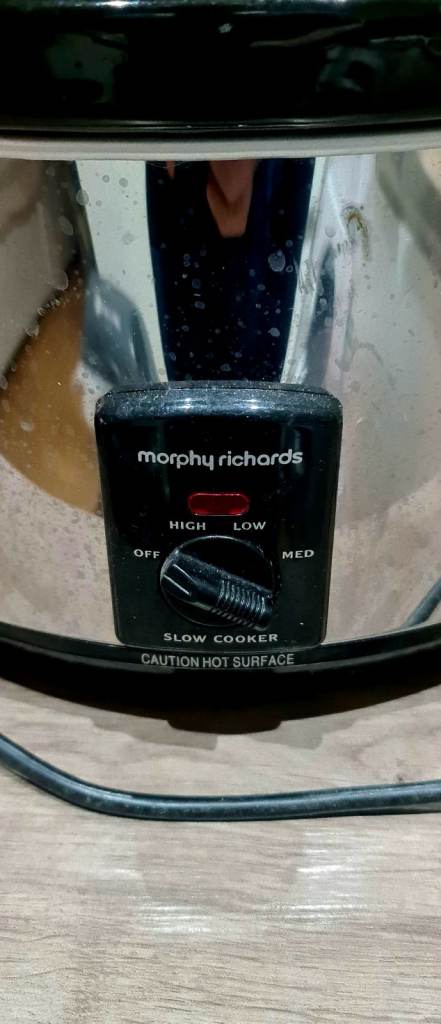 morphy richards
HIGH LOW
OFF MED
SLOW COOKER
CAUTION HOT SURFACE